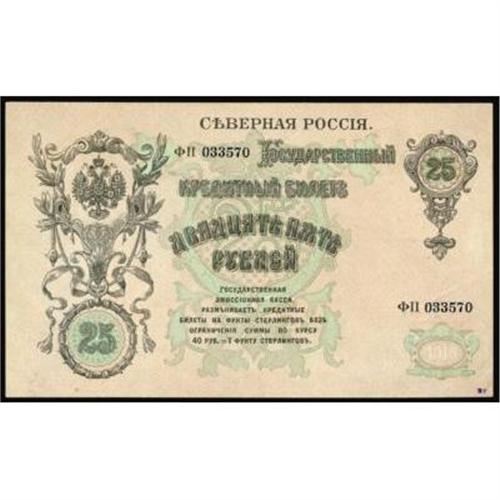 СѢВЕРНАЯ РОССІЯ.
ФП 033570 Государственный 25
КРЕДИТНЫЙ БИЛЕТЪ
ДВАДЦАТЬ ПЯТЬ
РУБЛЕЙ
ГОСУДАРСТВЕННАЯ
ЭМИССІОННАЯ КАССА
РАЗМѢНИВАЕТЪ КРЕДИТНЫЕ
БИЛЕТЫ НА ФУНТЫ СТЕРЛИНГОВЪ БЕЗЪ
ОГРАНИЧЕНІЯ СУММЫ ПО КУРСУ
40 РУБ. = 1 ФУНТУ СТЕРЛИНГОВЪ.
ФП 033570
25
1918